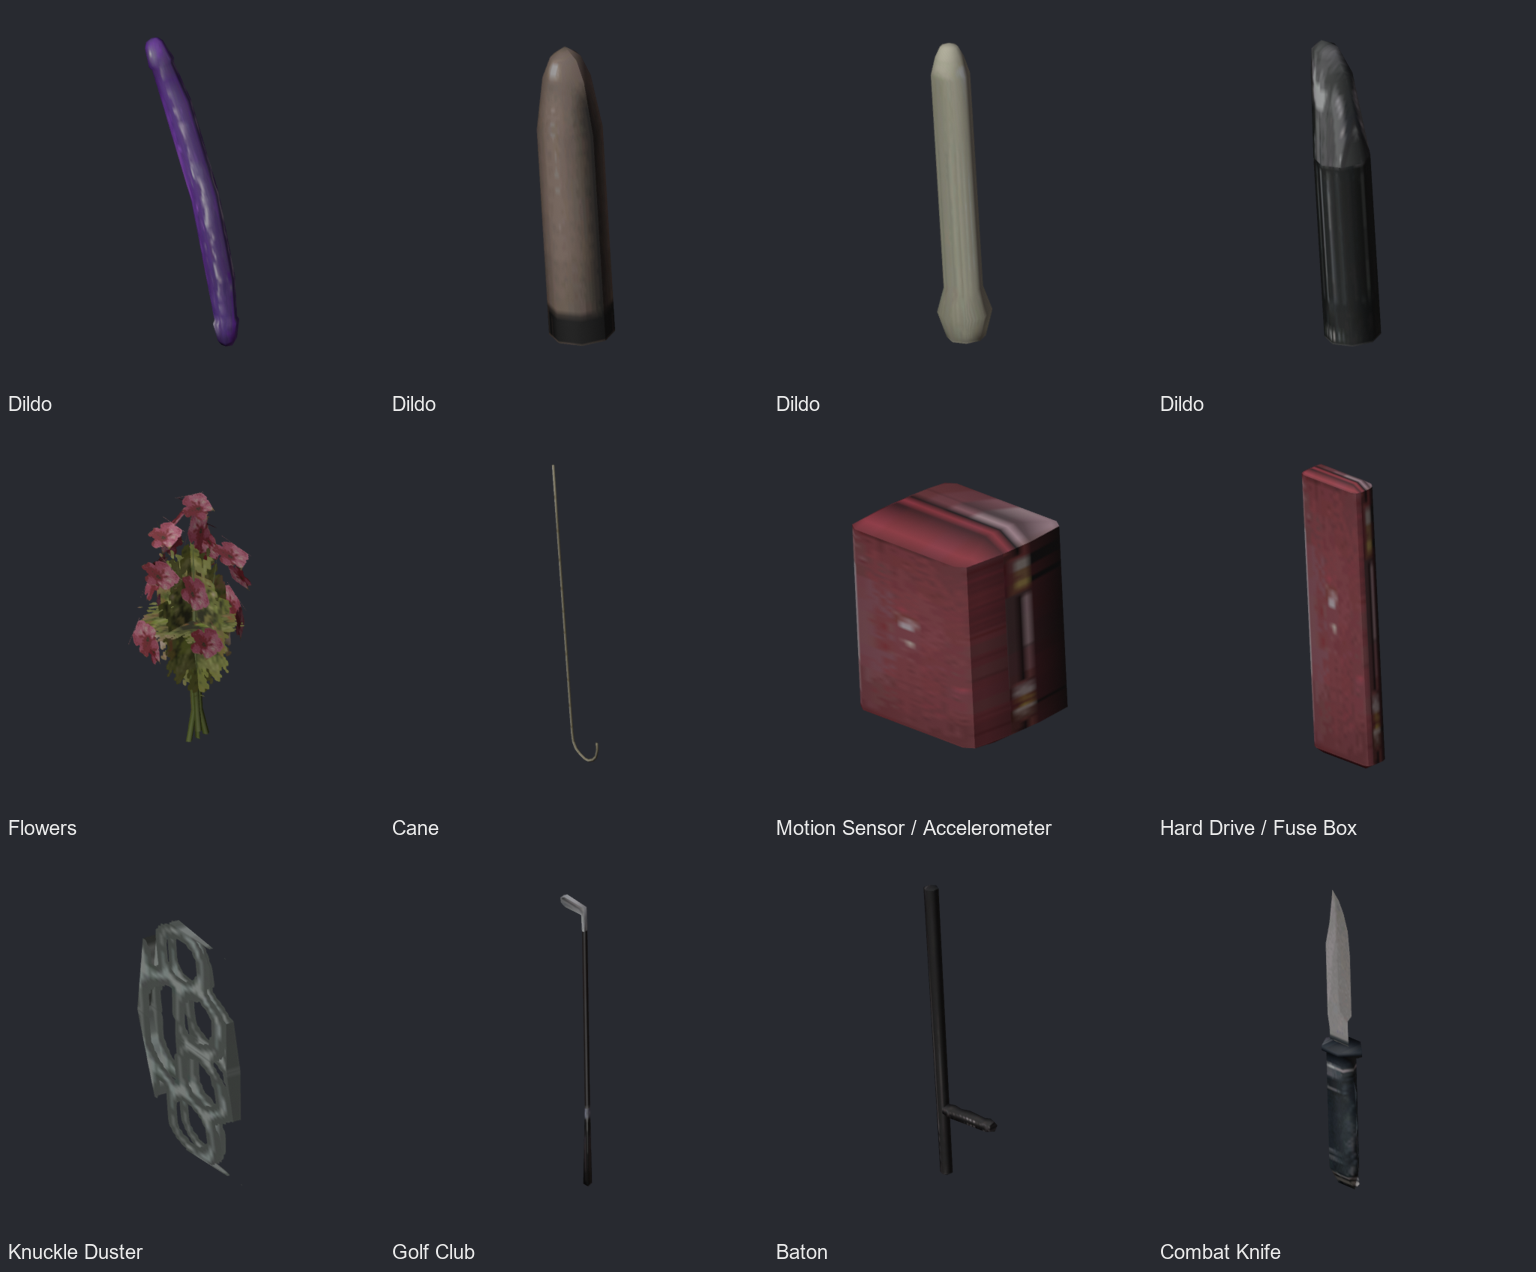 Dildo
Dildo
Dildo
Dildo
Flowers
Cane
Motion Sensor / Accelerometer
Hard Drive / Fuse Box
Knuckle Duster
Golf Club
Baton
Combat Knife